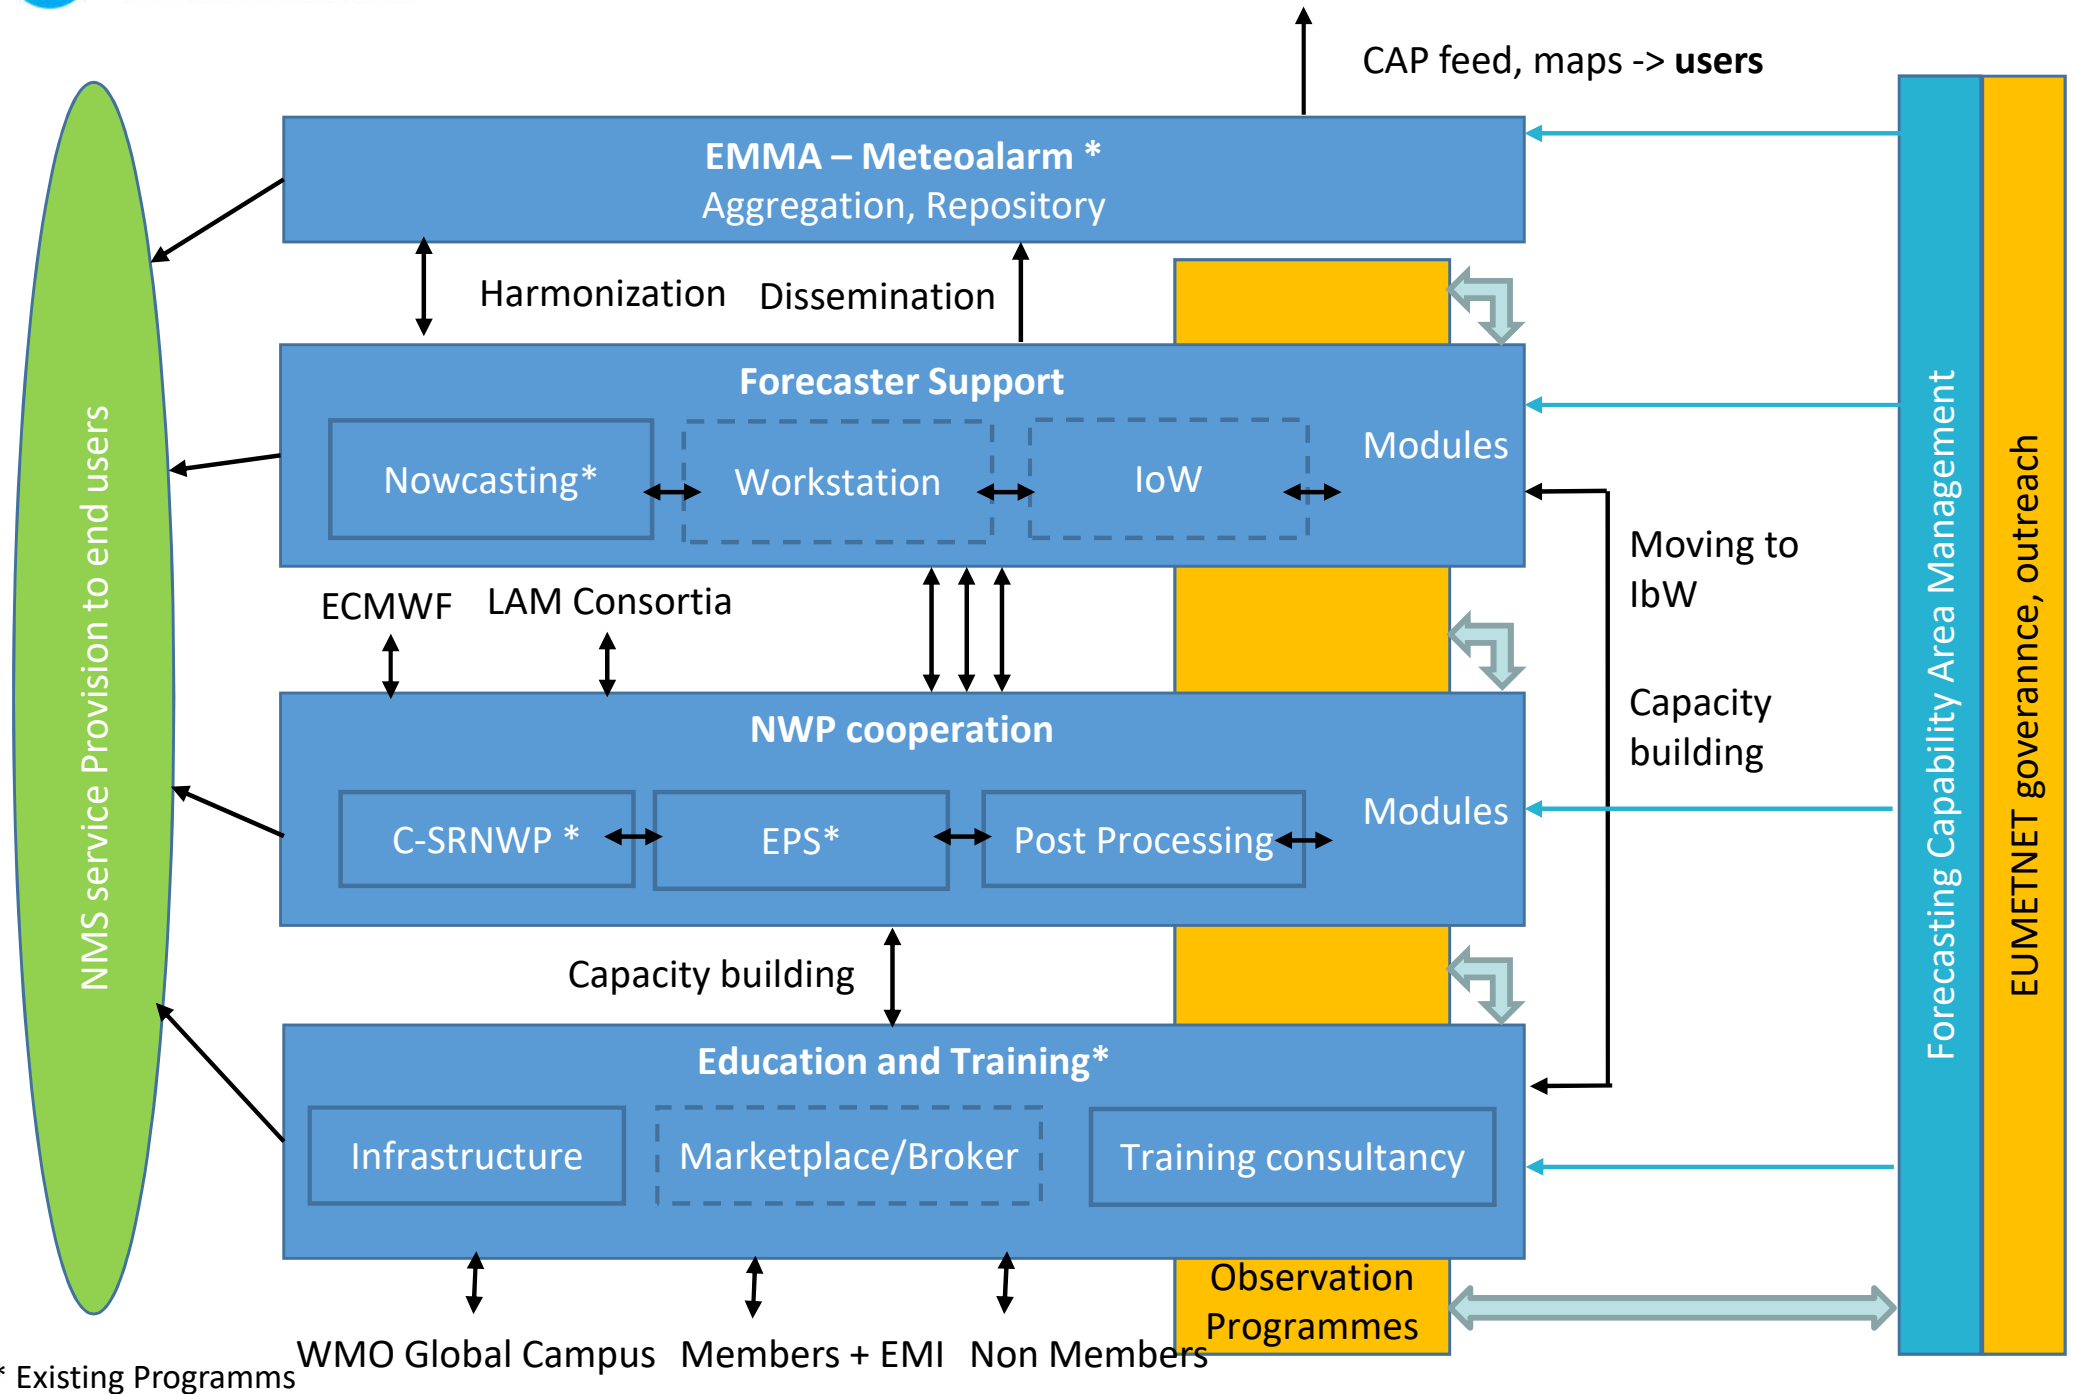 CAP feed, maps -> users
EMMA – Meteoalarm *
Aggregation, Repository
Harmonization
Dissemination
Forecaster Support
Modules
Nowcasting*
Workstation
IoW
ECMWF
LAM Consortia
Moving to
IbW
NWP cooperation
Capacity
building
Modules
C-SRNWP *
EPS*
Post Processing
Capacity building
Education and Training*
Infrastructure
Marketplace/Broker
Training consultancy
Observation
Programmes
WMO Global Campus
Members + EMI
Non Members
* Existing Programms
NMS service Provision to end users
Forecasting Capability Area Management
EUMETNET goverannce, outreach